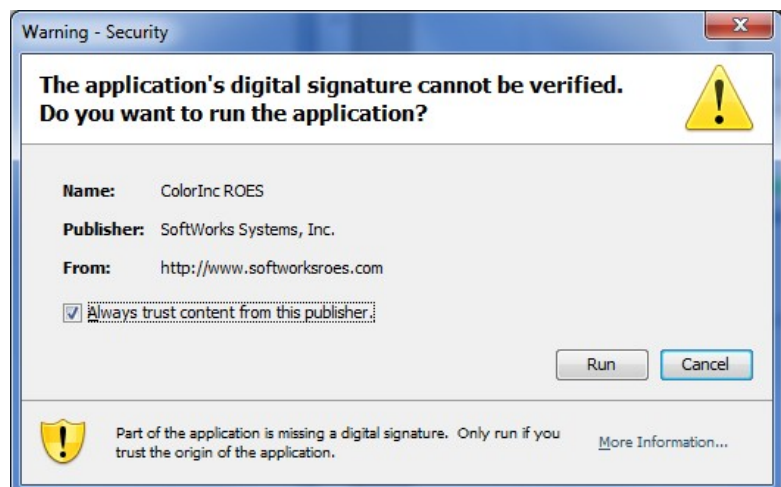 Warning - Security
The application's digital signature cannot be verified.
Do you want to run the application?
Name: ColorInc ROES
Publisher: SoftWorks Systems, Inc.
From: http://www.softworksroes.com
Always trust content from this publisher.
Run Cancel
Part of the application is missing a digital signature. Only run if you
trust the origin of the application.
More Information...